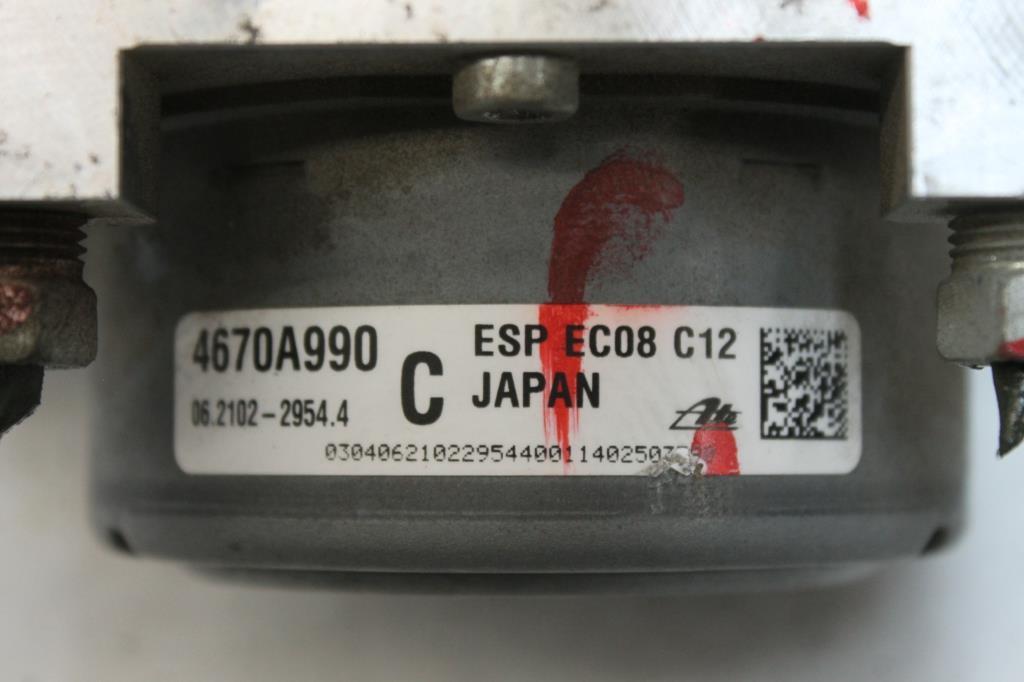 4670A990
06.2102-2954.4
C
ESP EC08 C12
JAPAN
Ate